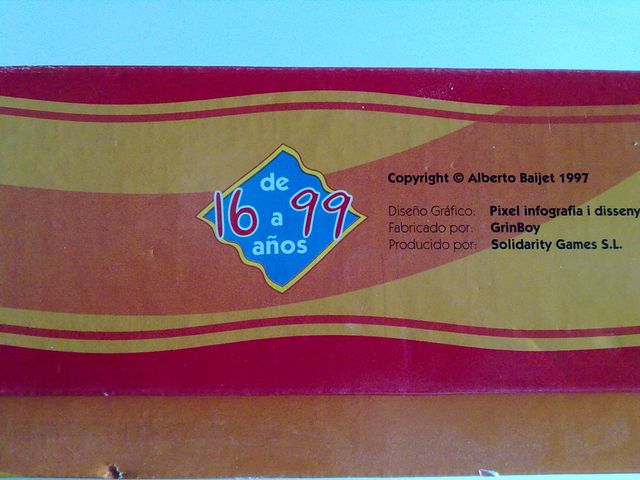 de
16 a 99
años
Copyright © Alberto Baijet 1997
Diseño Gráfico: Pixel infografia i disseny
Fabricado por: GrinBoy
Producido por: Solidarity Games S.L.